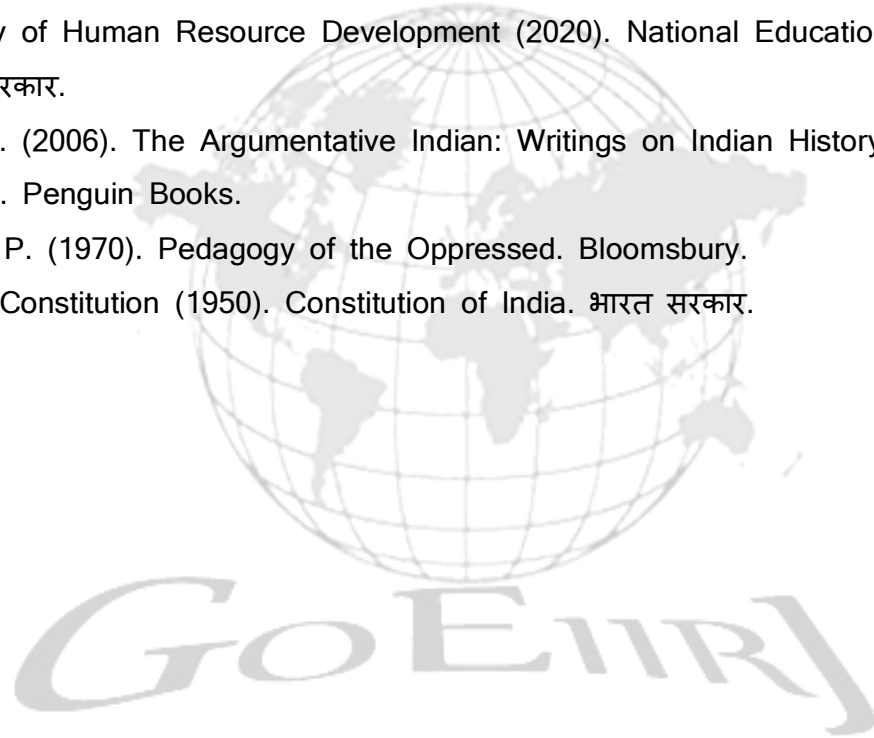 y of Human Resource Development (2020). National Educatio
रकार.
. (2006). The Argumentative Indian: Writings on Indian History
. Penguin Books.
P. (1970). Pedagogy of the Oppressed. Bloomsbury.
Constitution (1950). Constitution of India. भारत सरकार.
GOEIIRJ